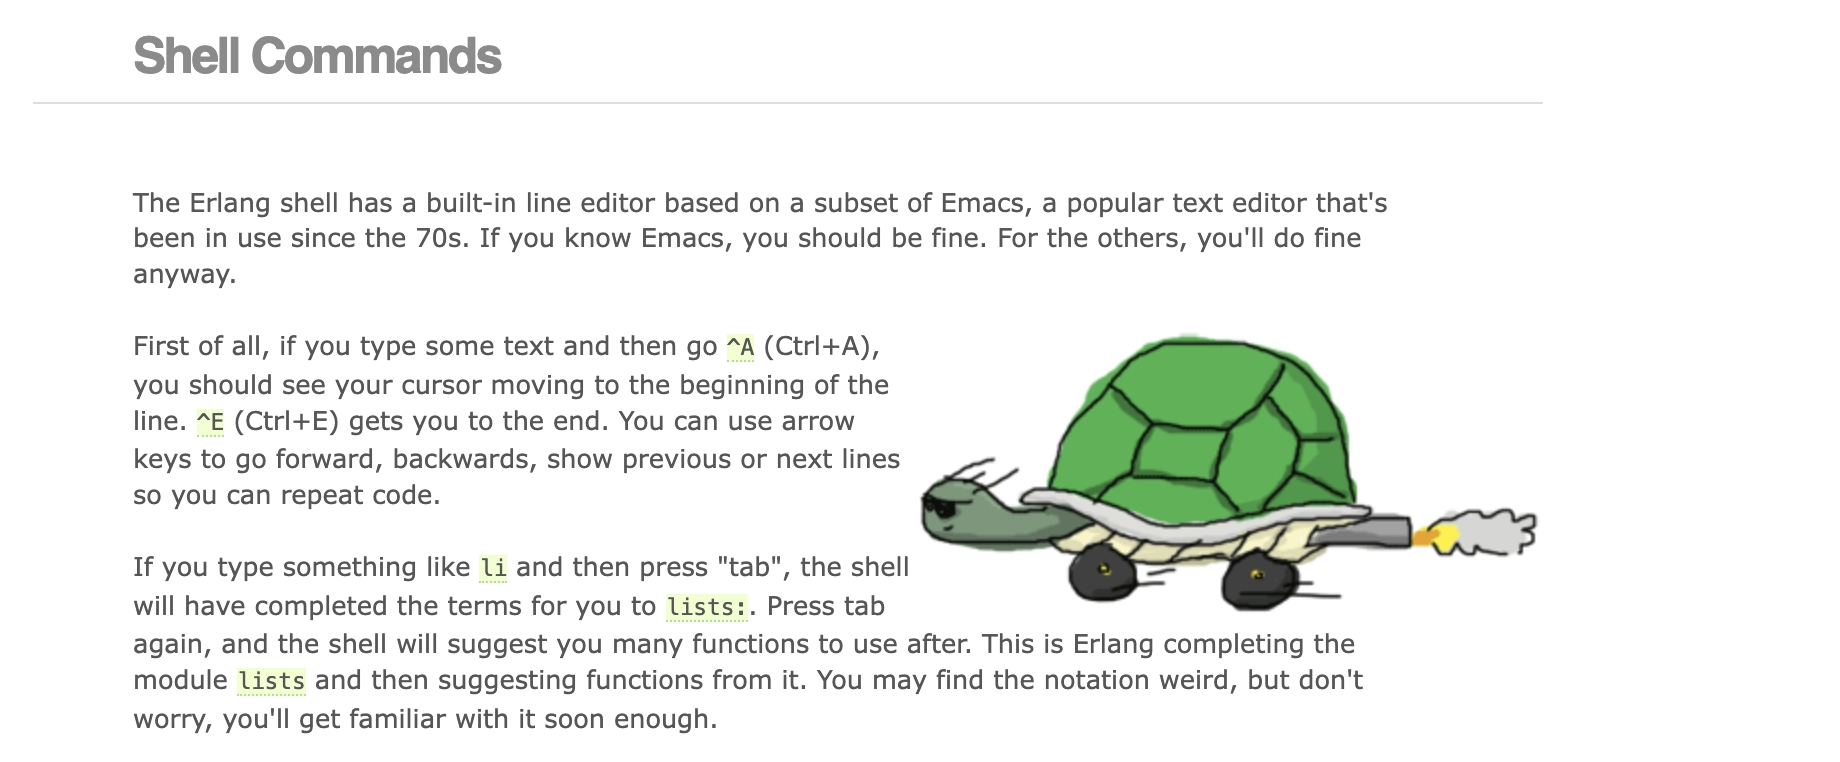 Shell Commands
The Erlang shell has a built-in line editor based on a subset of Emacs, a popular text editor that's
been in use since the 70s. If you know Emacs, you should be fine. For the others, you'll do fine
anyway.
First of all, if you type some text and then go ^A (Ctrl+A),
you should see your cursor moving to the beginning of the
line. ^E (Ctrl+E) gets you to the end. You can use arrow
keys to go forward, backwards, show previous or next lines
so you can repeat code.
If you type something like li and then press "tab", the shell
will have completed the terms for you to lists:. Press tab
again, and the shell will suggest you many functions to use after. This is Erlang completing the
module lists and then suggesting functions from it. You may find the notation weird, but don't
worry, you'll get familiar with it soon enough.